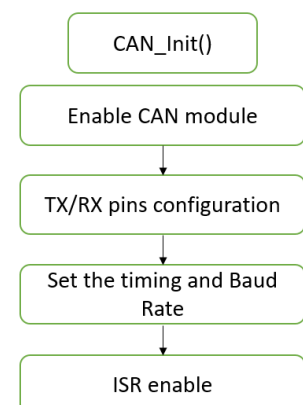 CAN_Init()
Enable CAN module
TX/RX pins configuration
Set the timing and Baud
Rate
ISR enable